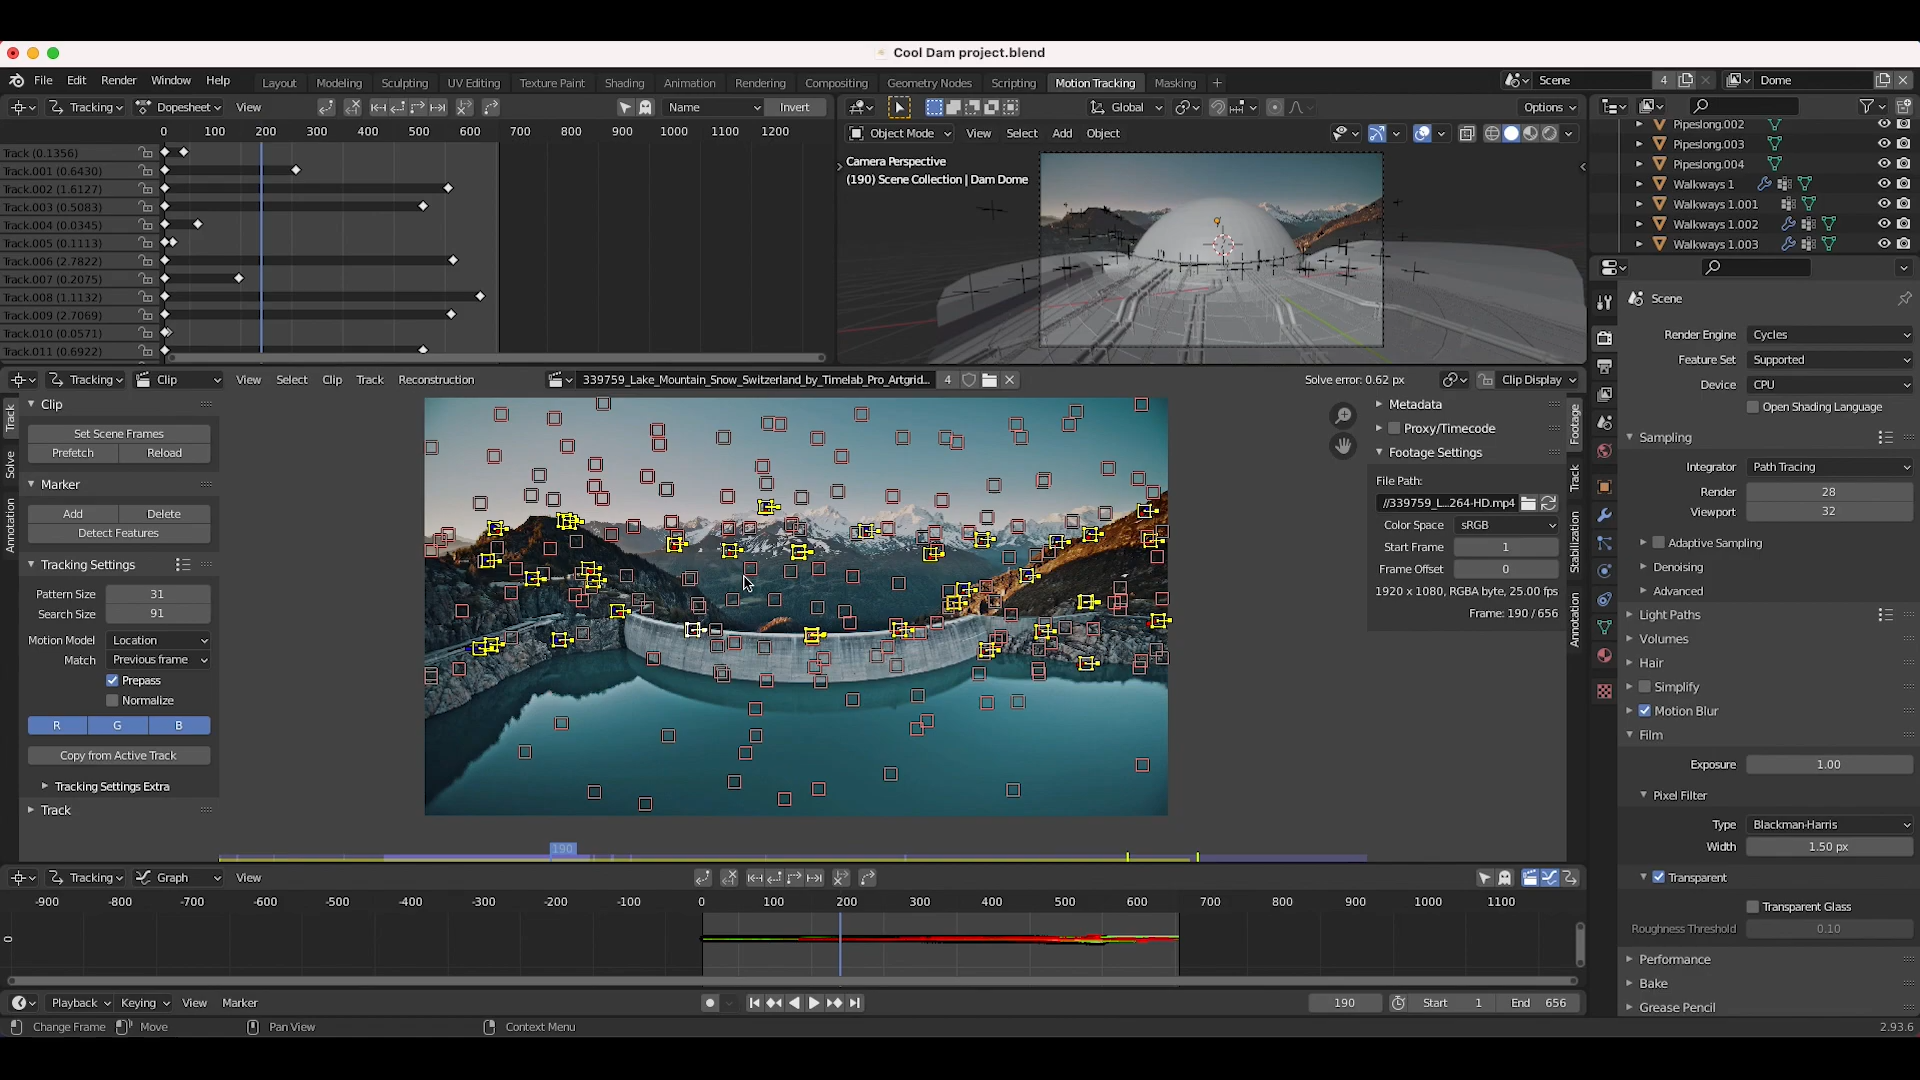 Cool Dam project.blend
File Edit Render Window Help
Layout Modeling Sculpting UV Editing Texture Paint Shading Animation Rendering Compositing Geometry Nodes Scripting Motion Tracking Masking +
Scene 4
Dome
Tracking Dopesheet View Name Invert
0 100 200 300 400 500 600 700 800 900 1000 1100 1200
Track (0.1356)
Track.001 (0.6430)
Track.002 (1.6127)
Track.003 (0.5083)
Track.004 (0.0345)
Track.005 (0.1113)
Track.006 (2.7822)
Track.007 (0.2075)
Track.008 (1.1132)
Track.009 (2.7069)
Track.010 (0.0571)
Track.011 (0.6922)
Global Options
Object Mode View Select Add Object
Camera Perspective
(190) Scene Collection | Dam Dome
Pipeslong.002
Pipeslong.003
Pipeslong.004
Walkways 1
Walkways 1.001
Walkways 1.002
Walkways 1.003
Tracking Clip View Select Clip Track Reconstruction
339759_Lake_Mountain_Snow_Switzerland_by_Timelab_Pro_Artgrid... 4
Solve error: 0.62 px
Clip Display
Track
Solve
Annotation
Clip
Set Scene Frames
Prefetch Reload
Marker
Add Delete
Detect Features
Tracking Settings
Pattern Size 31
Search Size 91
Motion Model Location
Match Previous frame
Prepass
Normalize
R G B
Copy from Active Track
Tracking Settings Extra
Track
190
Metadata
Proxy/Timecode
Footage Settings
File Path:
//339759_L...264-HD.mp4
Color Space sRGB
Start Frame 1
Frame Offset 0
1920 x 1080, RGBA byte, 25.00 fps
Frame: 190 / 656
Footage
Track
Stabilization
Annotation
Scene
Render Engine Cycles
Feature Set Supported
Device CPU
Open Shading Language
Sampling
Integrator Path Tracing
Render 28
Viewport 32
Adaptive Sampling
Denoising
Advanced
Light Paths
Volumes
Hair
Simplify
Motion Blur
Film
Exposure 1.00
Pixel Filter
Type Blackman-Harris
Width 1.50 px
Transparent
Transparent Glass
Roughness Threshold 0.10
Performance
Bake
Grease Pencil
Tracking Graph View
-900 -800 -700 -600 -500 -400 -300 -200 -100 0 100 200 300 400 500 600 700 800 900 1000 1100
0
Playback Keying View Marker
190 Start 1 End 656
Change Frame Move Pan View Context Menu
2.93.6